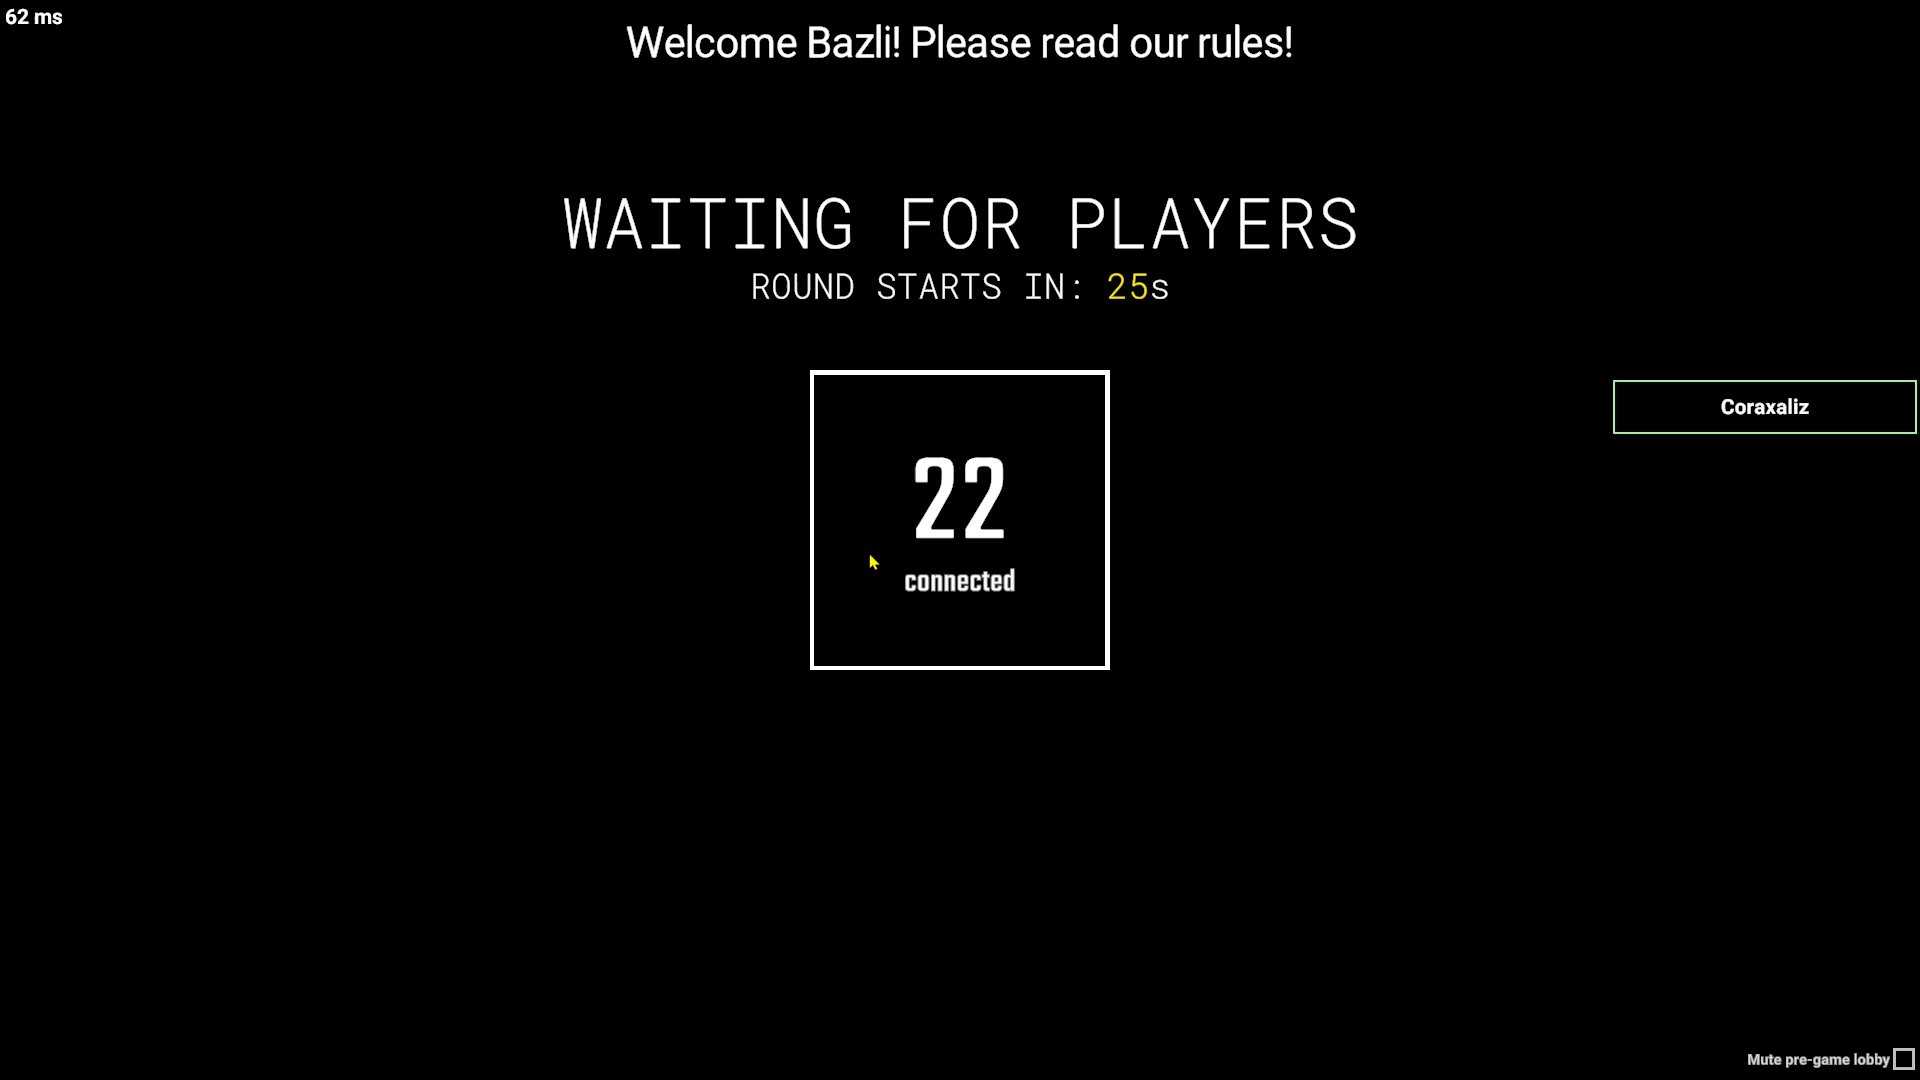 62 ms
Welcome Bazli! Please read our rules!
WAITING FOR PLAYERS
ROUND STARTS IN: 25s
Coraxaliz
22
connected
Mute pre-game lobby